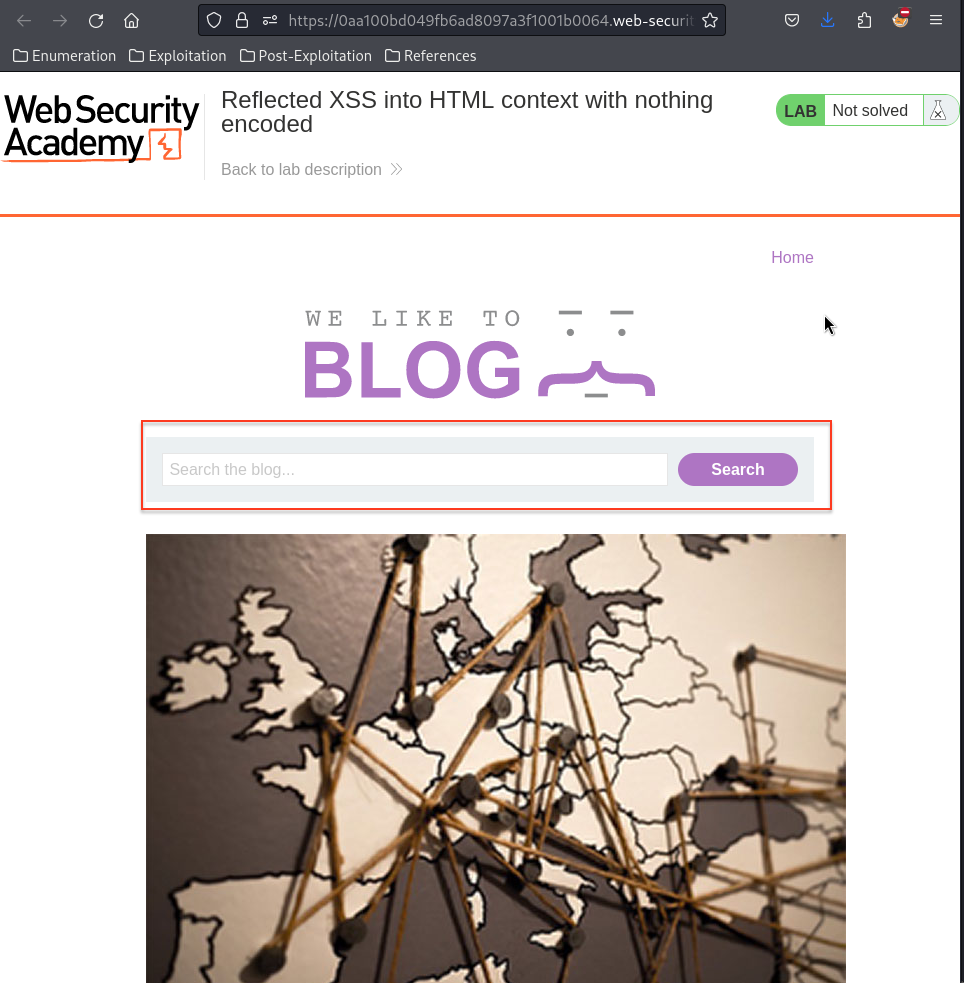 https://0aa100bd049fb6ad8097a3f1001b0064.web-securit
Enumeration Exploitation Post-Exploitation References
Web Security
Academy
Reflected XSS into HTML context with nothing
encoded
LAB Not solved
Back to lab description
Home
WE LIKE TO
BLOG
Search the blog... Search